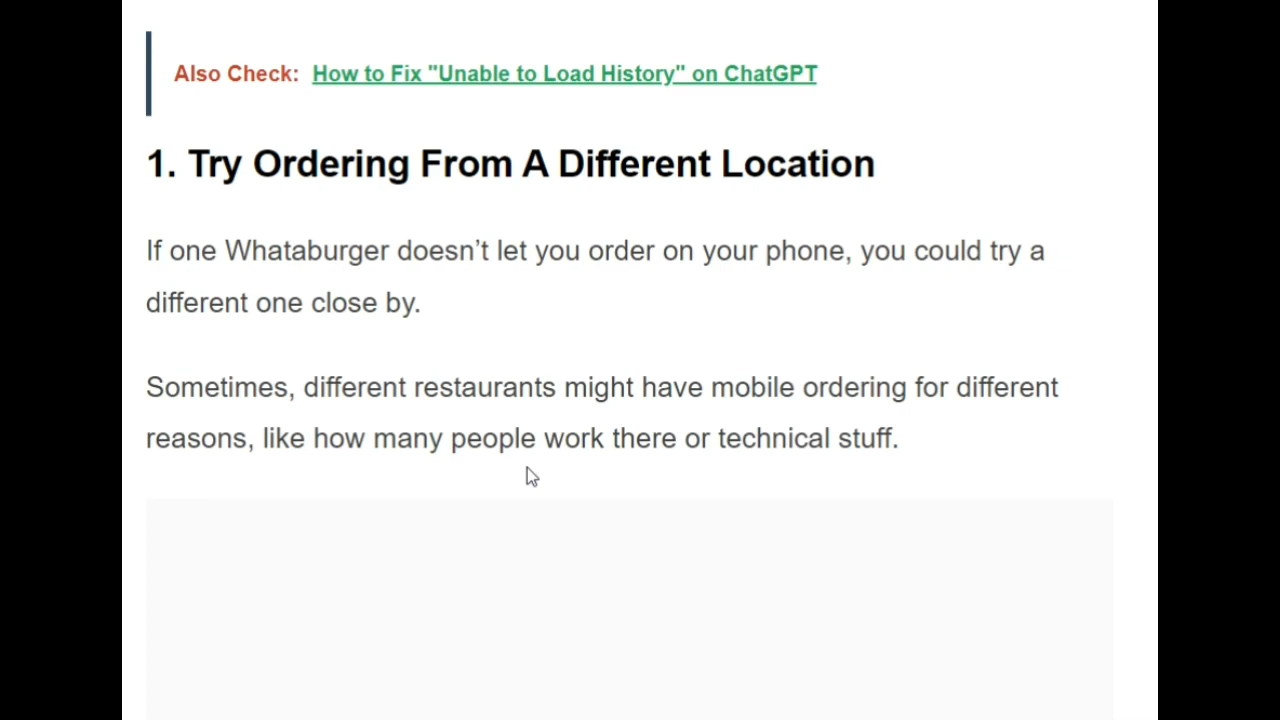 Also Check: How to Fix "Unable to Load History" on ChatGPT
1. Try Ordering From A Different Location
If one Whataburger doesn’t let you order on your phone, you could try a
different one close by.
Sometimes, different restaurants might have mobile ordering for different
reasons, like how many people work there or technical stuff.